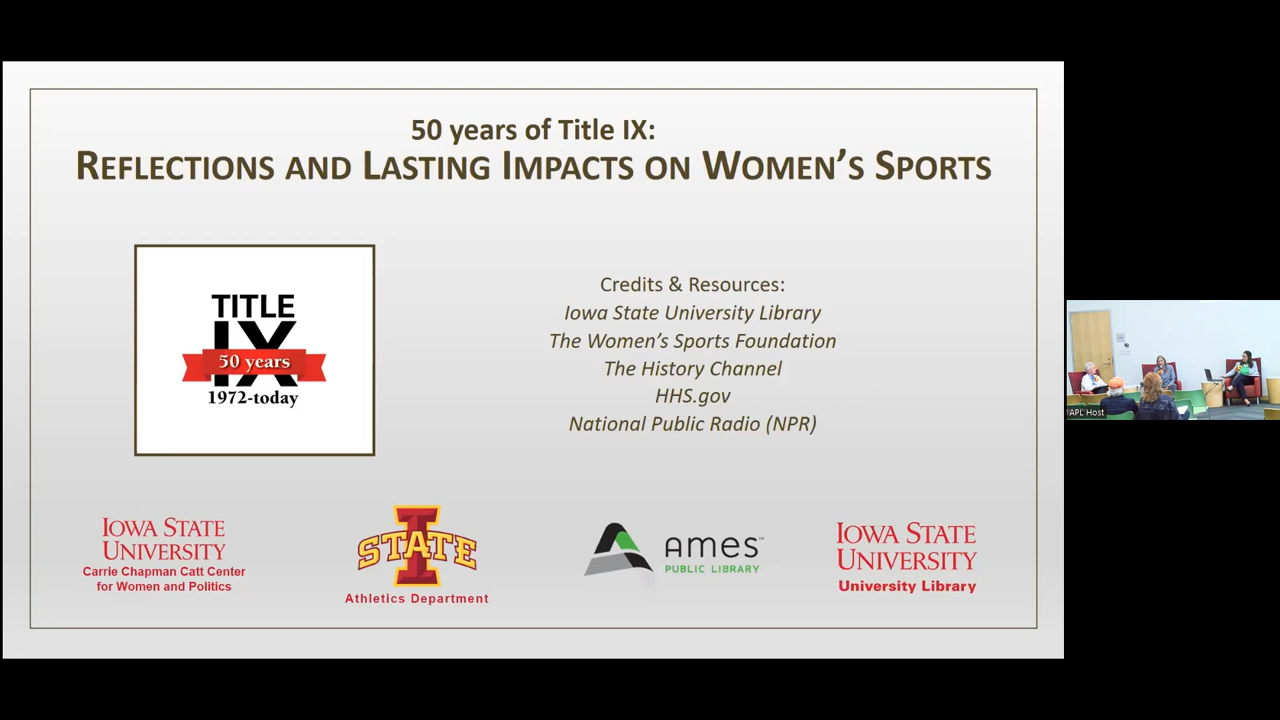 50 years of Title IX:
REFLECTIONS AND LASTING IMPACTS ON WOMEN'S SPORTS
TITLE
IX
50 years
1972-today
Credits & Resources:
Iowa State University Library
The Women's Sports Foundation
The History Channel
HHS.gov
National Public Radio (NPR)
IOWA STATE
UNIVERSITY
Carrie Chapman Catt Center
for Women and Politics
I
STATE
Athletics Department
AMES™
PUBLIC LIBRARY
IOWA STATE
UNIVERSITY
University Library
APL Host